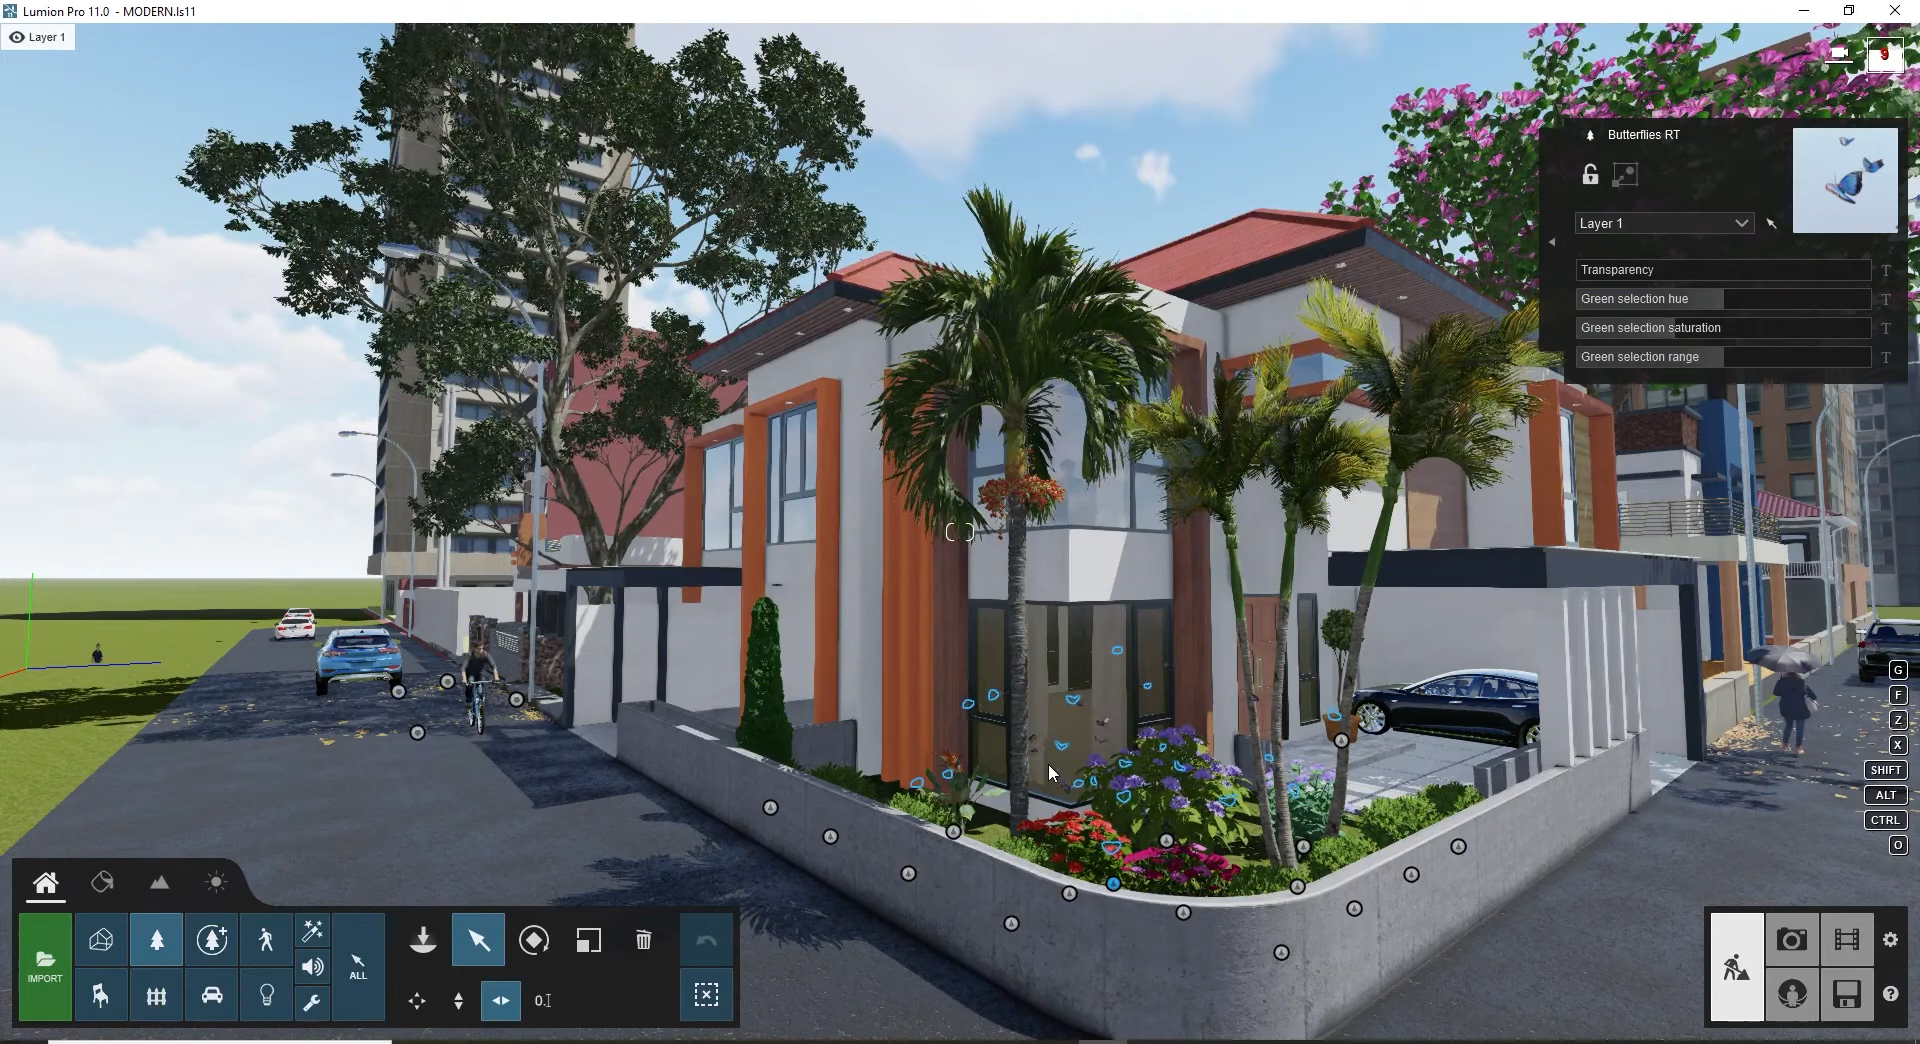 Lumion Pro 11.0 - MODERN.ls11
Layer 1
9
Butterflies RT
Layer 1
Transparency
T
Green selection hue
T
Green selection saturation
T
Green selection range
T
G
F
Z
X
SHIFT
ALT
CTRL
O
IMPORT
ALL
0.
?